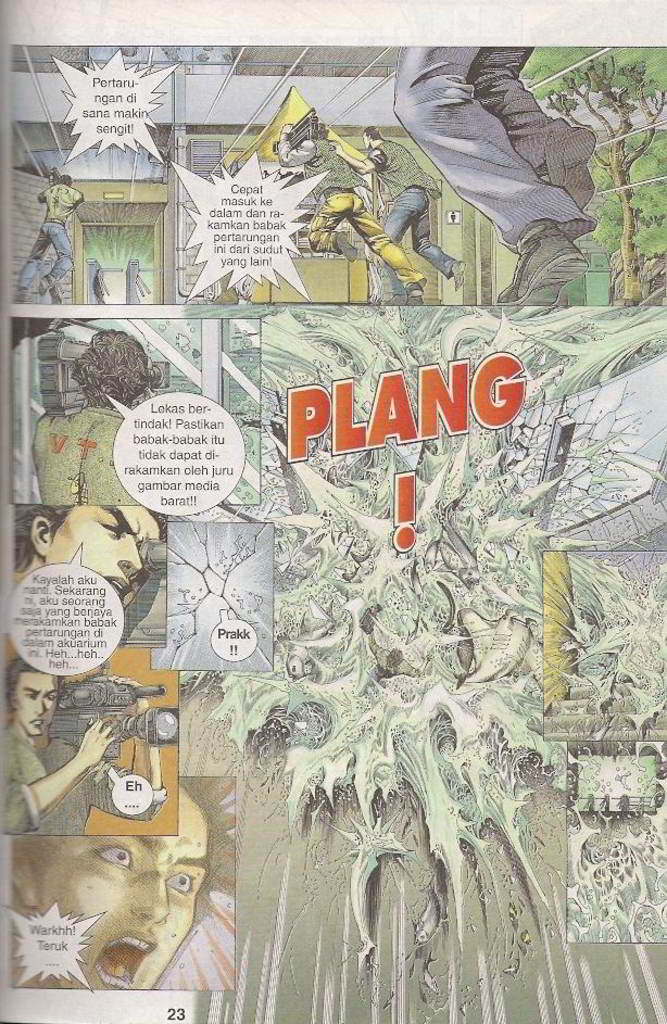 Pertaru-
ngan di
sana makin
sengit!
Cepat
masuk ke
dalam dan ra-
kamkan babak
pertarungan
ini dari sudut
yang lain!
Lekas ber-
tindak! Pastikan
babak-babak itu
tidak dapat di-
rakamkan oleh juru
gambar media
barat!!
VT
PLANG
!
Kayalah aku
nanti. Sekarang
ni, aku seorang
saja yang berjaya
merakamkan babak
pertarungan di
dalam akuarium
ini. Heh...heh..
heh...
Prakk
!!
Eh
....
Warkhh!
Teruk
....
23